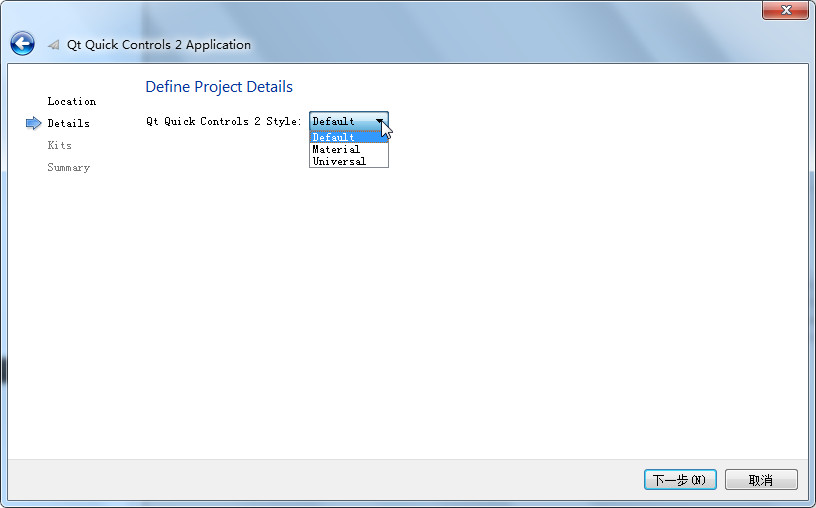 Qt Quick Controls 2 Application
Define Project Details
Location
Details
Kits
Summary
Qt Quick Controls 2 Style: Default
Default
Material
Universal
下一步(N)
取消